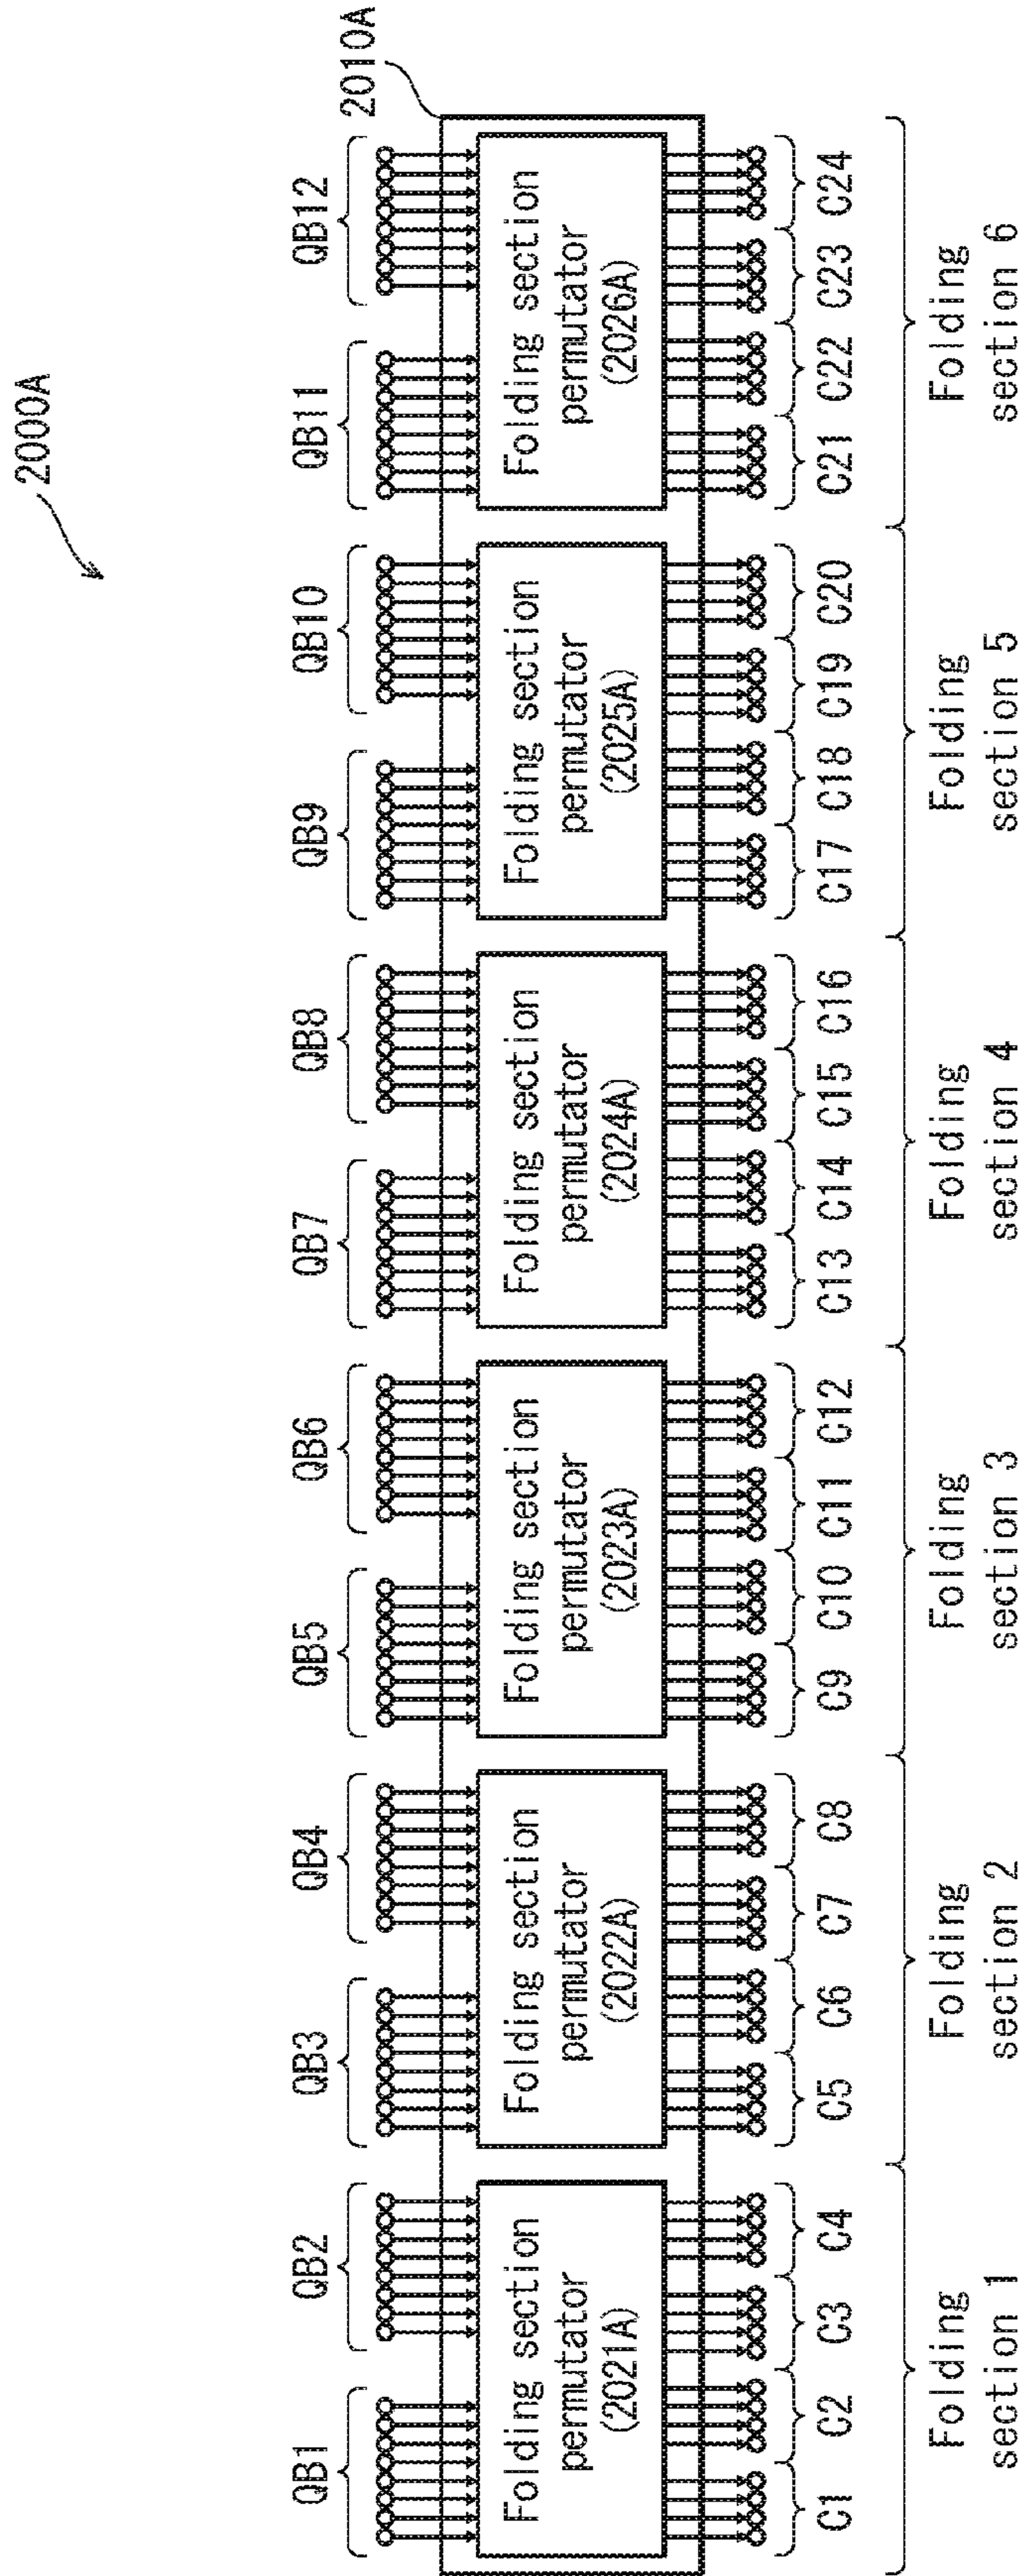 2000A
2010A
QB1 QB2 QB3 QB4 QB5 QB6 QB7 QB8 QB9 QB10 QB11 QB12
Folding section
permutator
(2021A)
Folding section
permutator
(2022A)
Folding section
permutator
(2023A)
Folding section
permutator
(2024A)
Folding section
permutator
(2025A)
Folding section
permutator
(2026A)
C1 C2 C3 C4 C5 C6 C7 C8 C9 C10 C11 C12 C13 C14 C15 C16 C17 C18 C19 C20 C21 C22 C23 C24
Folding
section 1
Folding
section 2
Folding
section 3
Folding
section 4
Folding
section 5
Folding
section 6